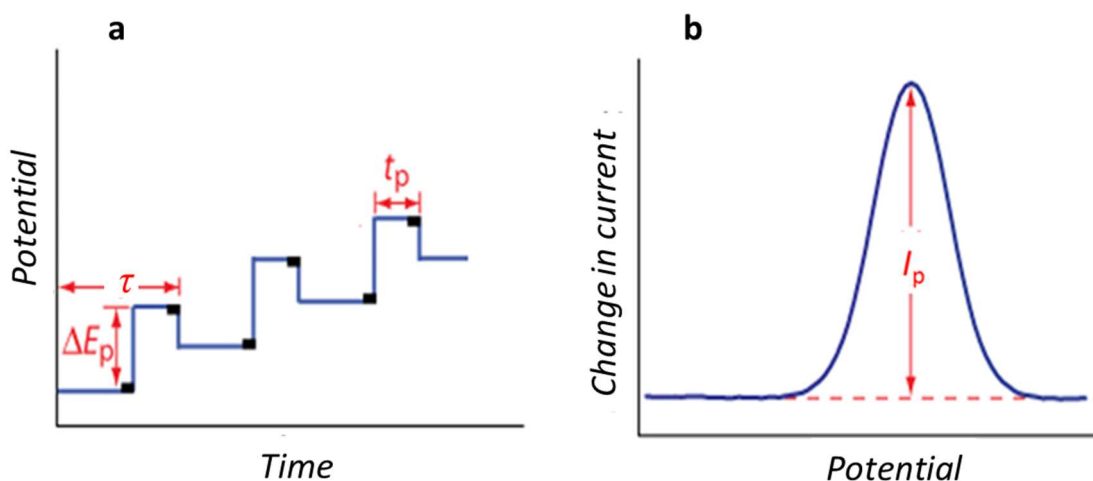 a
Potential
τ
ΔEp
tp
Time
b
Change in current
Ip
Potential